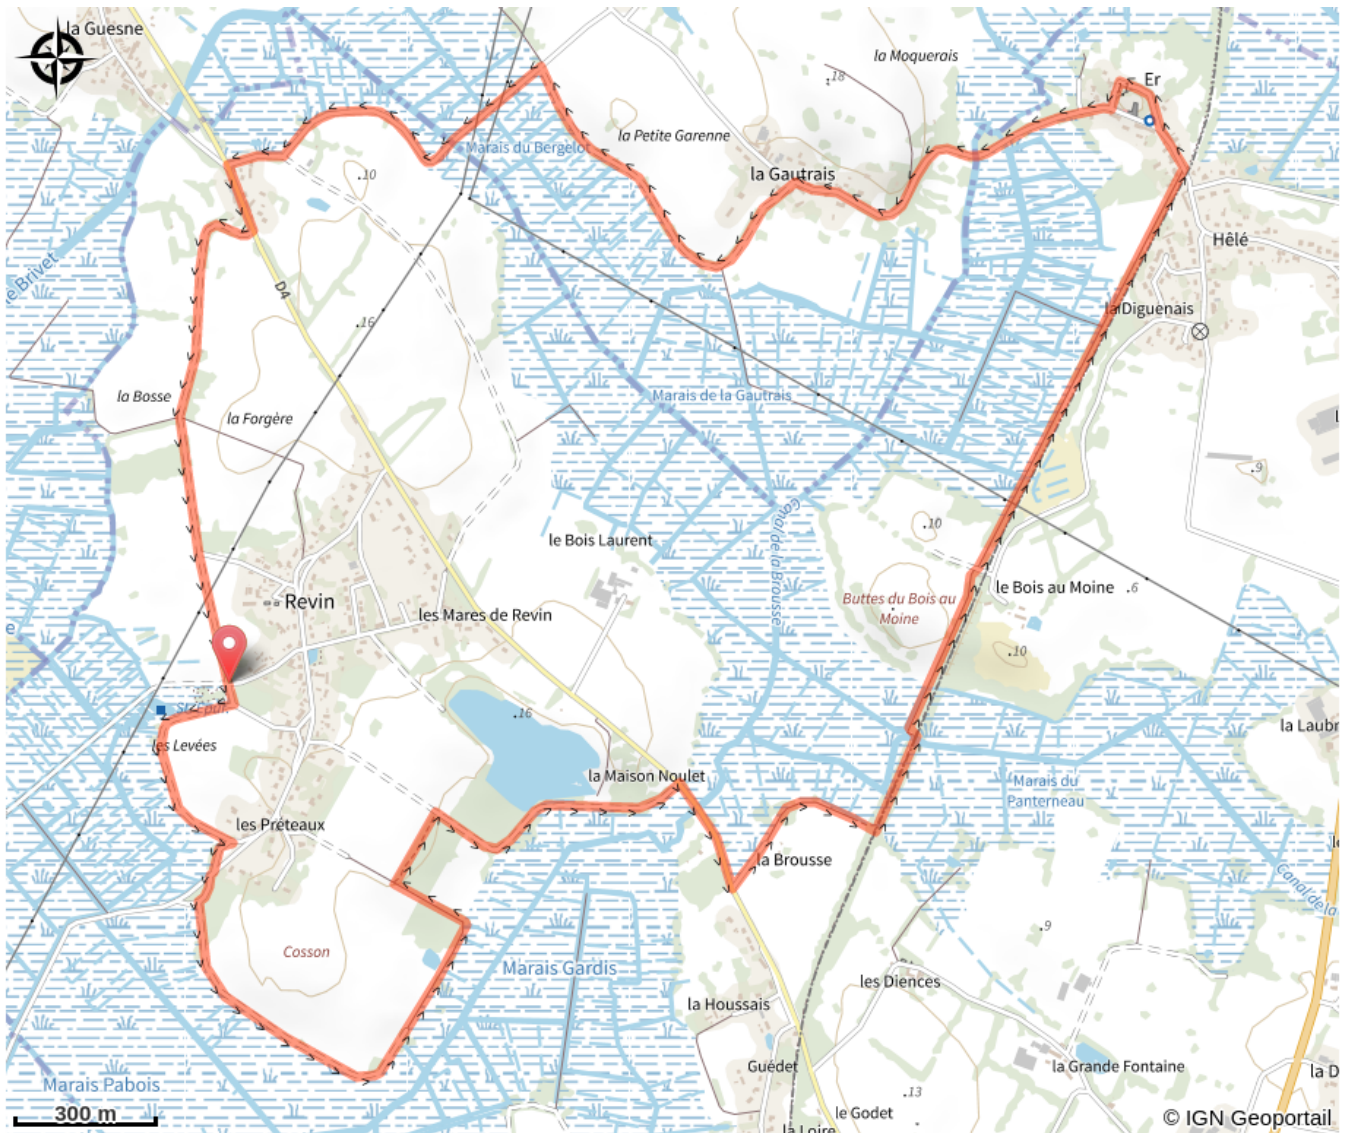 la Guesne
la Moquerais
.18
Er
la Petite Garenne
Marais du Bergelot
.10
la Gautrais
Hêlé
le Brivet
D4
la Diguenais
.16
la Bosse
la Forgère
Marais de la Gautrais
.9
Canal de la Brousse
.10
le Bois Laurent
le Bois au Moine
.6
Buttes du Bois au
Moine
Revin
les Mares de Revin
.10
.16
la Laubr
les Levées
la Maison Noulet
Marais du
Panterneau
les Préteaux
la Brousse
Canal de la
.9
Cosson
Marais Gardis
les Diences
la Houssais
Guédet
la Grande Fontaine
la D
Marais Pabois
.13
le Godet
300 m
la Loire
© IGN Geoportail